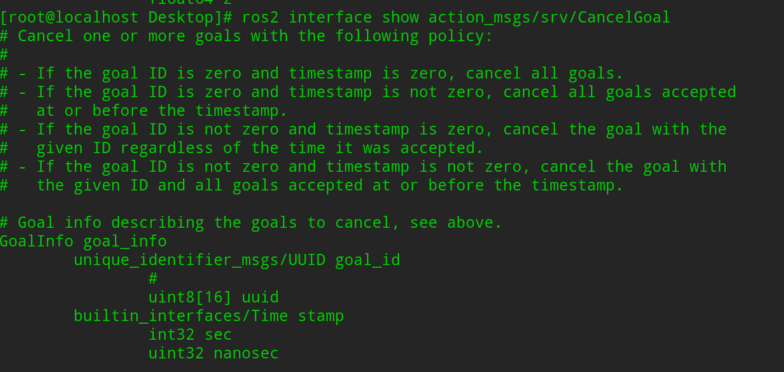 [root@localhost Desktop]# ros2 interface show action_msgs/srv/CancelGoal
# Cancel one or more goals with the following policy:
#
# - If the goal ID is zero and timestamp is zero, cancel all goals.
# - If the goal ID is zero and timestamp is not zero, cancel all goals accepted
#   at or before the timestamp.
# - If the goal ID is not zero and timestamp is zero, cancel the goal with the
#   given ID regardless of the time it was accepted.
# - If the goal ID is not zero and timestamp is not zero, cancel the goal with
#   the given ID and all goals accepted at or before the timestamp.

# Goal info describing the goals to cancel, see above.
GoalInfo goal_info
        unique_identifier_msgs/UUID goal_id
                #
                uint8[16] uuid
        builtin_interfaces/Time stamp
                int32 sec
                uint32 nanosec